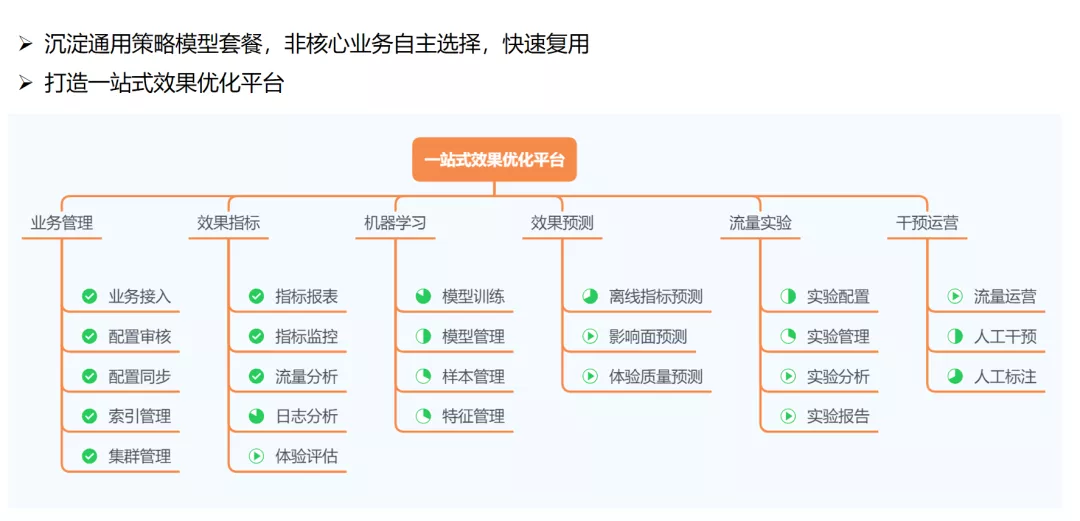 沉淀通用策略模型套餐，非核心业务自主选择，快速复用
打造一站式效果优化平台
一站式效果优化平台
业务管理
业务接入
配置审核
配置同步
索引管理
集群管理
效果指标
指标报表
指标监控
流量分析
日志分析
体验评估
机器学习
模型训练
模型管理
样本管理
特征管理
效果预测
离线指标预测
影响面预测
体验质量预测
流量实验
实验配置
实验管理
实验分析
实验报告
干预运营
流量运营
人工干预
人工标注